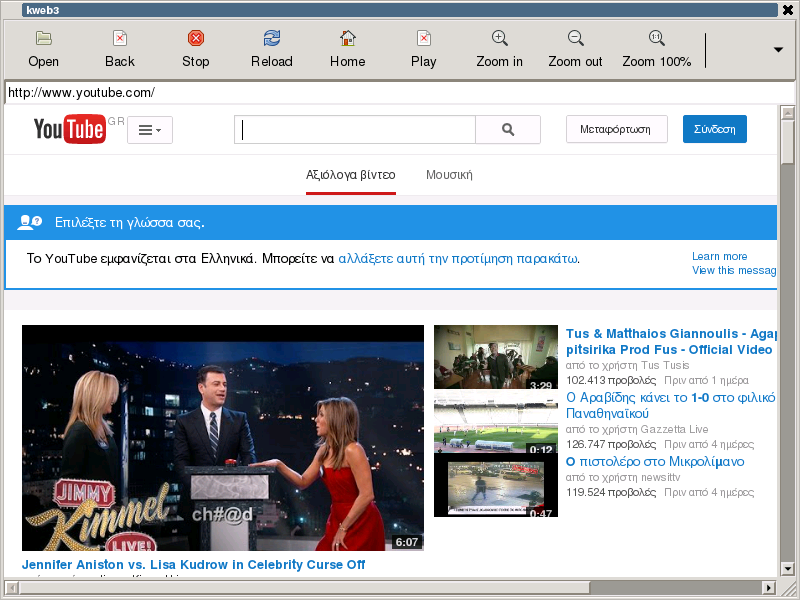 kweb3
Open Back Stop Reload Home Play Zoom in Zoom out Zoom 100%
http://www.youtube.com/
YouTube GR Μεταφόρτωση Σύνδεση
Αξιόλογα βίντεο Μουσική
Επιλέξτε τη γλώσσα σας.
Το YouTube εμφανίζεται στα Ελληνικά. Μπορείτε να αλλάξετε αυτή την προτίμηση παρακάτω.
Learn more
View this messag
JIMMY
Kimmel
LIVE!
ch#@d
6:07
Jennifer Aniston vs. Lisa Kudrow in Celebrity Curse Off
3:29
Tus & Matthaios Giannoulis - Agap
pitsirika Prod Fus - Official Video
από το χρήστη Tus Tusis
102.413 προβολές Πριν από 1 ημέρα
0:12
Ο Αραβίδης κάνει το 1-0 στο φιλικό
Παναθηναϊκού
από το χρήστη Gazzetta Live
126.747 προβολές Πριν από 4 ημέρες
0:47
Ο πιστολέρο στο Μικρολίμανο
από το χρήστη newsittv
119.524 προβολές Πριν από 4 ημέρες